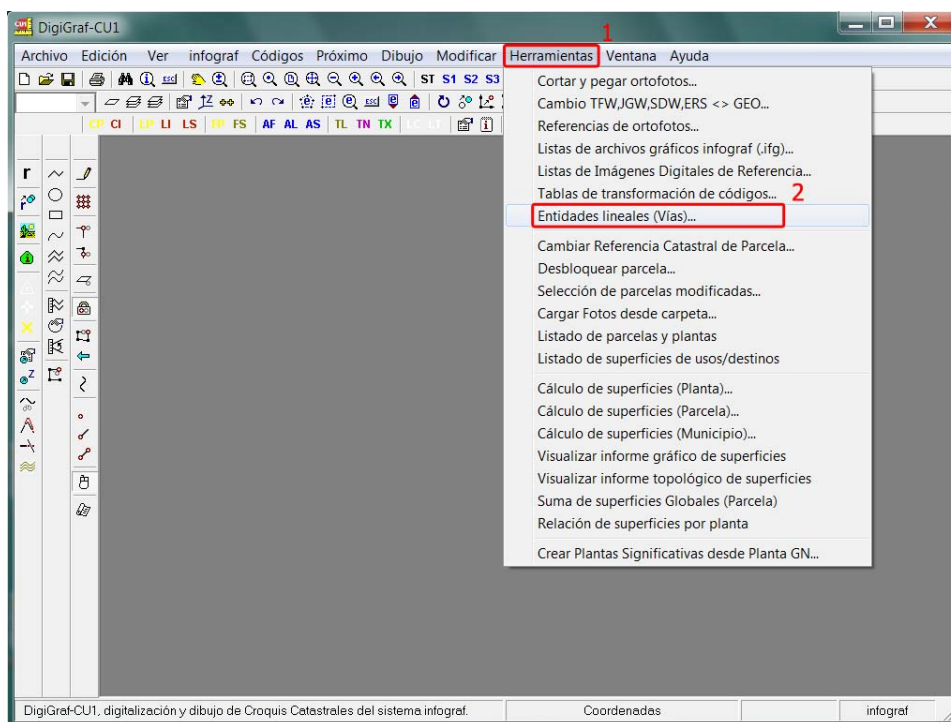 DigiGraf-CU1
1
Archivo Edición Ver infograf Códigos Próximo Dibujo Modificar Herramientas Ventana Ayuda
ST S1 S2 S3
CP CI LP LI LS FP FS AF AL AS TL TN TX LC LT
Cortar y pegar ortofotos...
Cambio TFW,JGW,SDW,ERS <> GEO...
Referencias de ortofotos...
Listas de archivos gráficos infograf (.ifg)...
Listas de Imágenes Digitales de Referencia...
Tablas de transformación de códigos... 2
Entidades lineales (Vías)...
Cambiar Referencia Catastral de Parcela...
Desbloquear parcela...
Selección de parcelas modificadas...
Cargar Fotos desde carpeta...
Listado de parcelas y plantas
Listado de superficies de usos/destinos
Cálculo de superficies (Planta)...
Cálculo de superficies (Parcela)...
Cálculo de superficies (Municipio)...
Visualizar informe gráfico de superficies
Visualizar informe topológico de superficies
Suma de superficies Globales (Parcela)
Relación de superficies por planta
Crear Plantas Significativas desde Planta GN...
DigiGraf-CU1, digitalización y dibujo de Croquis Catastrales del sistema infograf. Coordenadas infograf